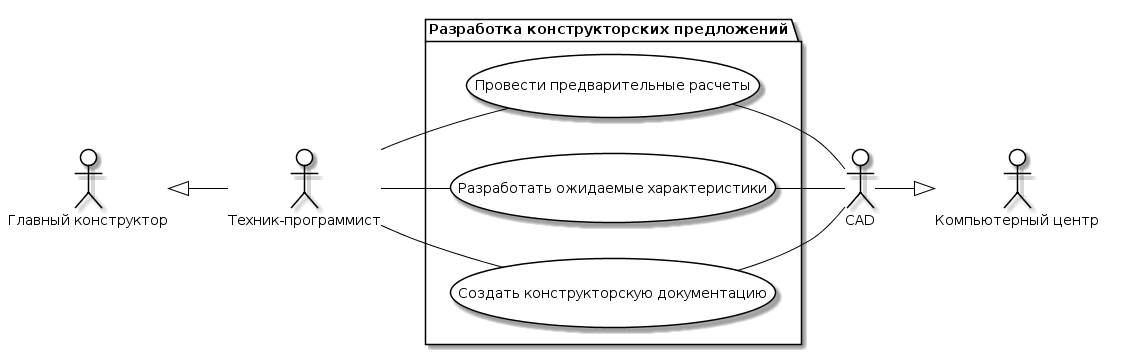 Разработка конструкторских предложений
Провести предварительные расчеты
Разработать ожидаемые характеристики
Главный конструктор
Техник-программист
CAD
Компьютерный центр
Создать конструкторскую документацию